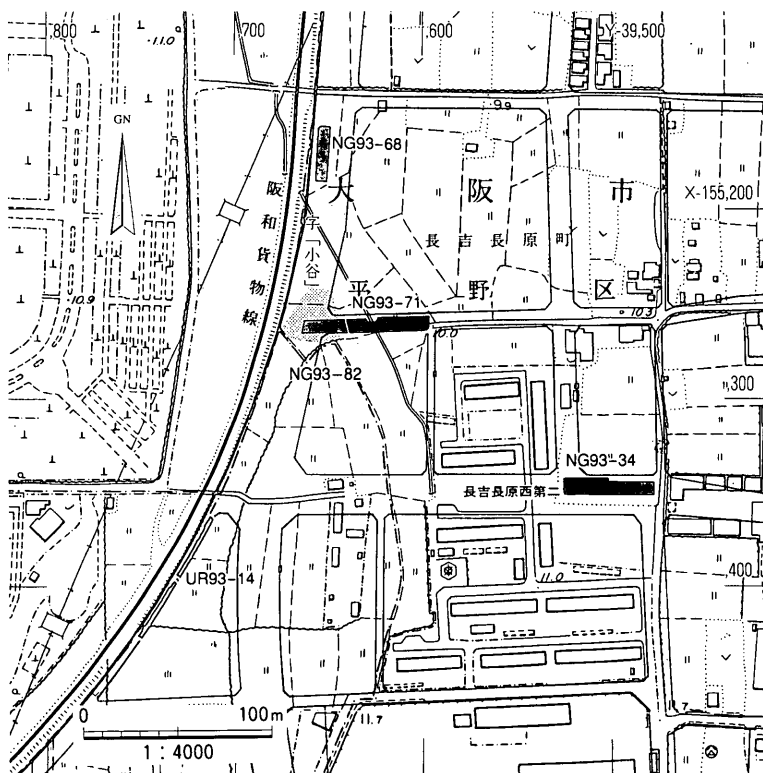 ,800
,700
,600
Y-39,500
11.0
9.9
GN
NG93-68
大阪市
X-155,200
長吉長原町
阪和貨物線
字「小谷」
平野区
NG93-71
10.9
10.3
10.0
NG93-82
,300
NG93-34
長吉長原西第二
UR93-14
11.0
,400
0 100m
11.7
1:4000